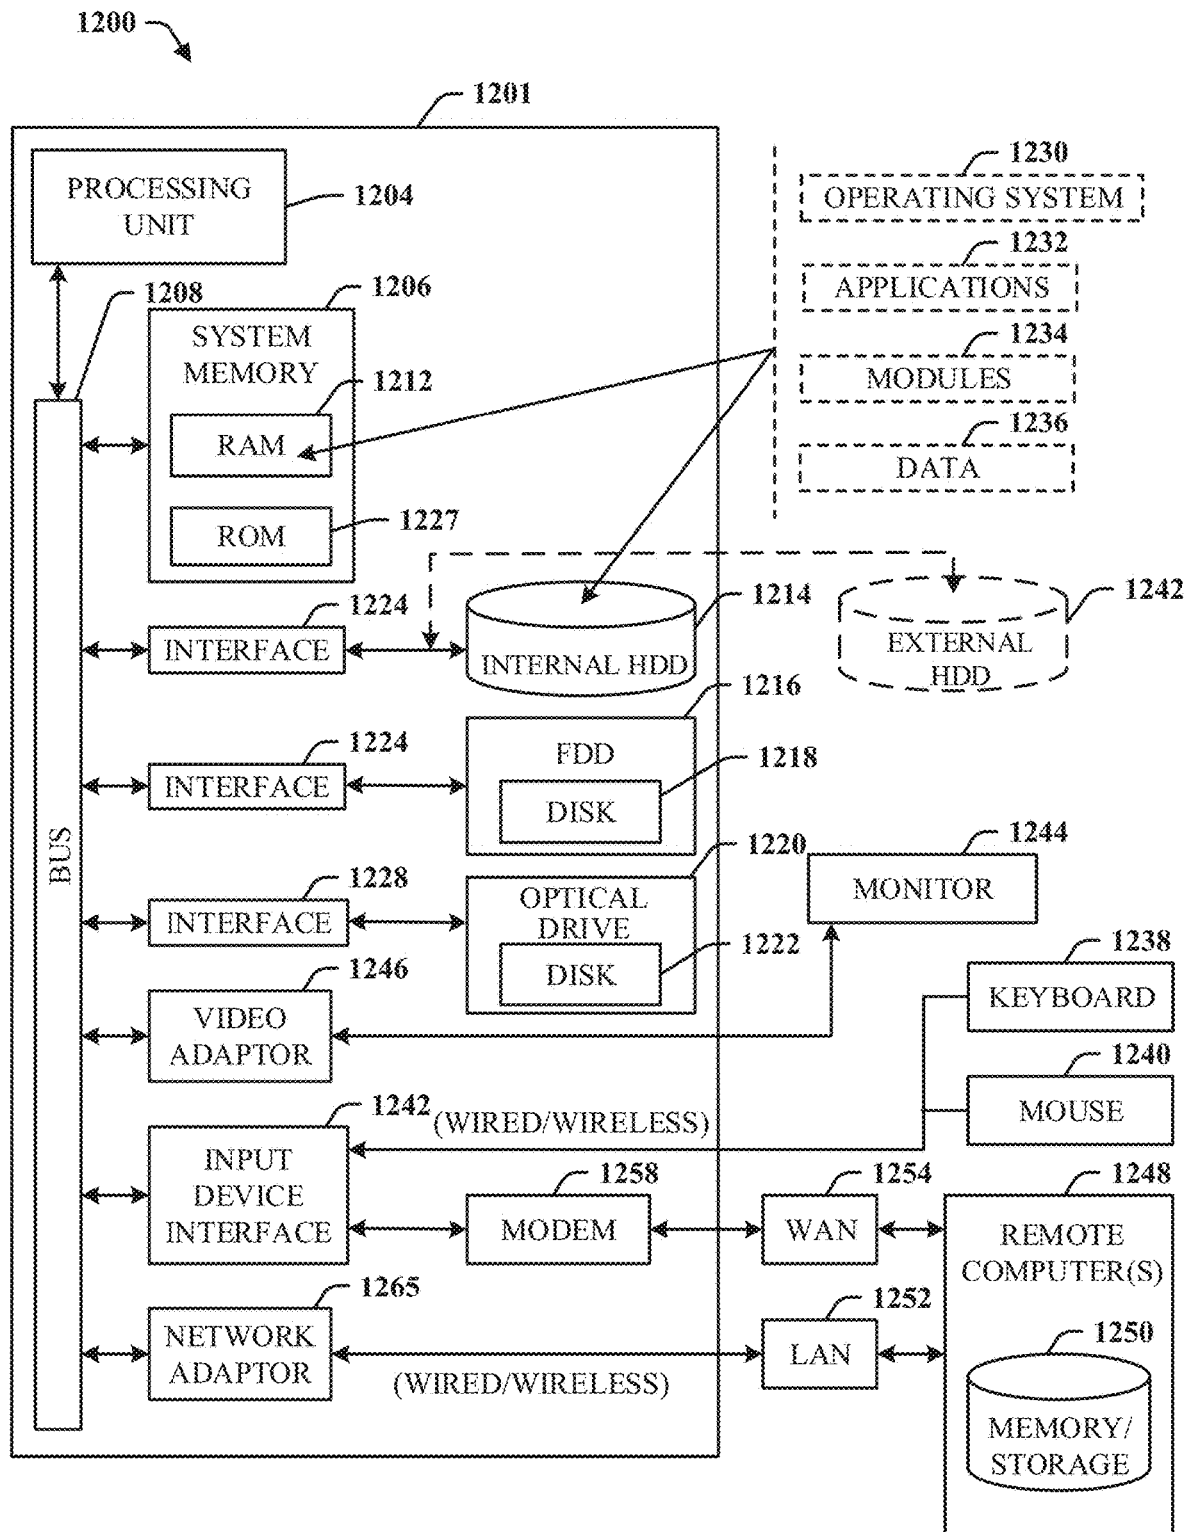 1200
1201
PROCESSING
UNIT
1204
1230
OPERATING SYSTEM
1232
APPLICATIONS
1234
MODULES
1236
DATA
1208
1206
SYSTEM
MEMORY
1212
RAM
1227
ROM
1224
INTERFACE
1214
INTERNAL HDD
1242
EXTERNAL
HDD
1224
INTERFACE
1216
FDD
1218
DISK
BUS
1228
INTERFACE
1220
OPTICAL
DRIVE
1222
DISK
1244
MONITOR
1246
VIDEO
ADAPTOR
1238
KEYBOARD
1240
MOUSE
1242
(WIRED/WIRELESS)
INPUT
DEVICE
INTERFACE
1258
MODEM
1254
WAN
1248
REMOTE
COMPUTER(S)
1265
NETWORK
ADAPTOR
(WIRED/WIRELESS)
1252
LAN
1250
MEMORY/
STORAGE